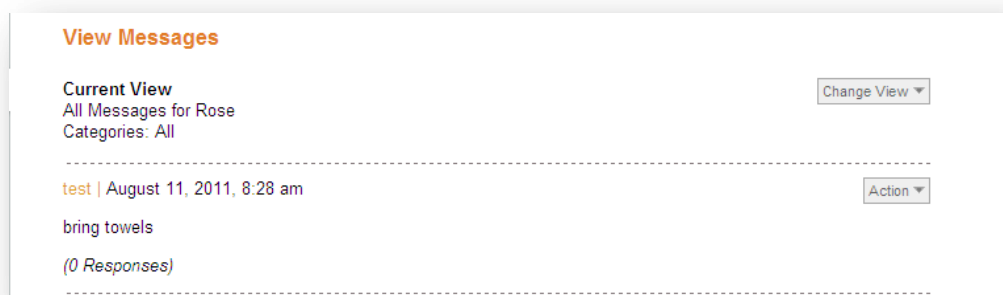 View Messages
Current View
Change View
All Messages for Rose
Categories: All
test | August 11, 2011, 8:28 am
Action
bring towels
(0 Responses)